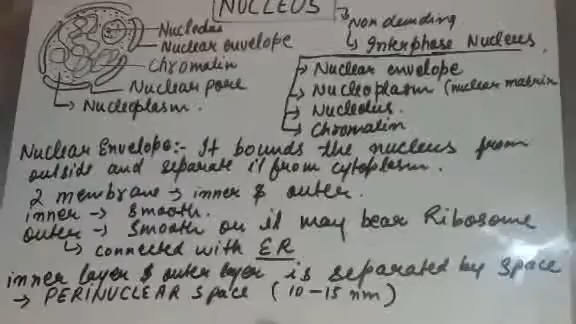 NUCLEUS
Non deviding
Interphase Nucleus
Nucleolus
Nuclear envelope
Chromatin
Nuclear pore
Nucleoplasm.
Nuclear envelope
Nucleoplasm (nuclear matrix
Nucleolus.
Chromatin
Nuclear Envelope:- It bounds the nucleus from
outside and separate it from cytoplasm.
2 membrane → inner & outer.
inner → smooth.
outer → Smooth or it may bear Ribosome
↳ connected with ER
inner layer & outer layer is separated by space
→ PERINUCLEAR space (10-15 nm)